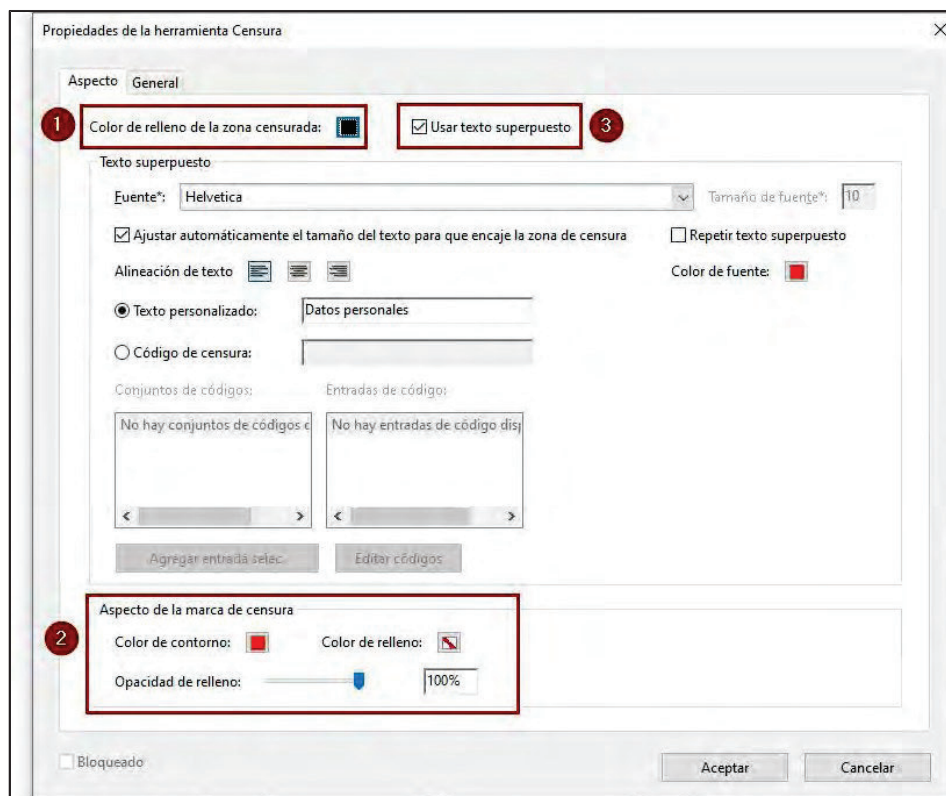 Propiedades de la herramienta Censura
Aspecto General
1 Color de relleno de la zona censurada: Usar texto superpuesto 3
Texto superpuesto
Fuente*: Helvetica Tamaño de fuente*: 10
Ajustar automáticamente el tamaño del texto para que encaje la zona de censura Repetir texto superpuesto
Alineación de texto Color de fuente:
Texto personalizado: Datos personales
Código de censura:
Conjuntos de códigos: Entradas de código:
No hay conjuntos de códigos c No hay entradas de código disp
Agregar entrada selec. Editar códigos
Aspecto de la marca de censura
2 Color de contorno: Color de relleno:
Opacidad de relleno: 100%
Bloqueado Aceptar Cancelar